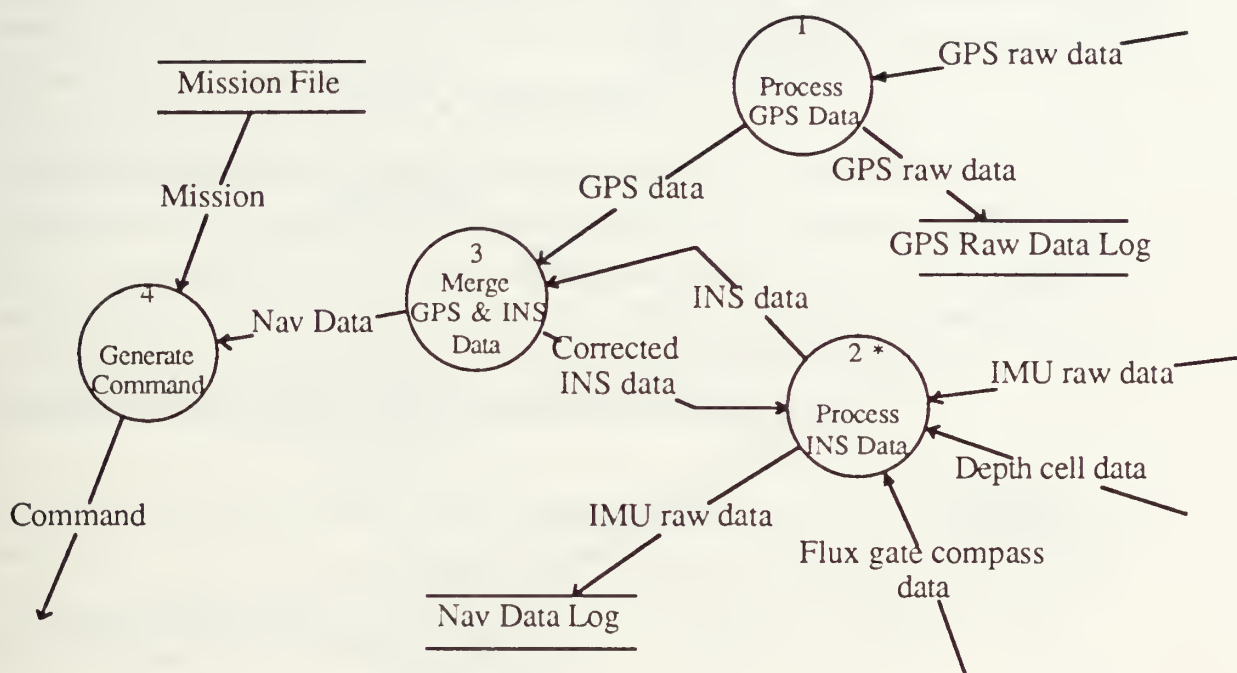 Mission File
Mission
4
Generate
Command
Command
Nav Data
3
Merge
GPS & INS
Data
GPS data
1
Process
GPS Data
GPS raw data
GPS raw data
GPS Raw Data Log
INS data
Corrected
INS data
2 *
Process
INS Data
IMU raw data
Depth cell data
Flux gate compass
data
IMU raw data
Nav Data Log